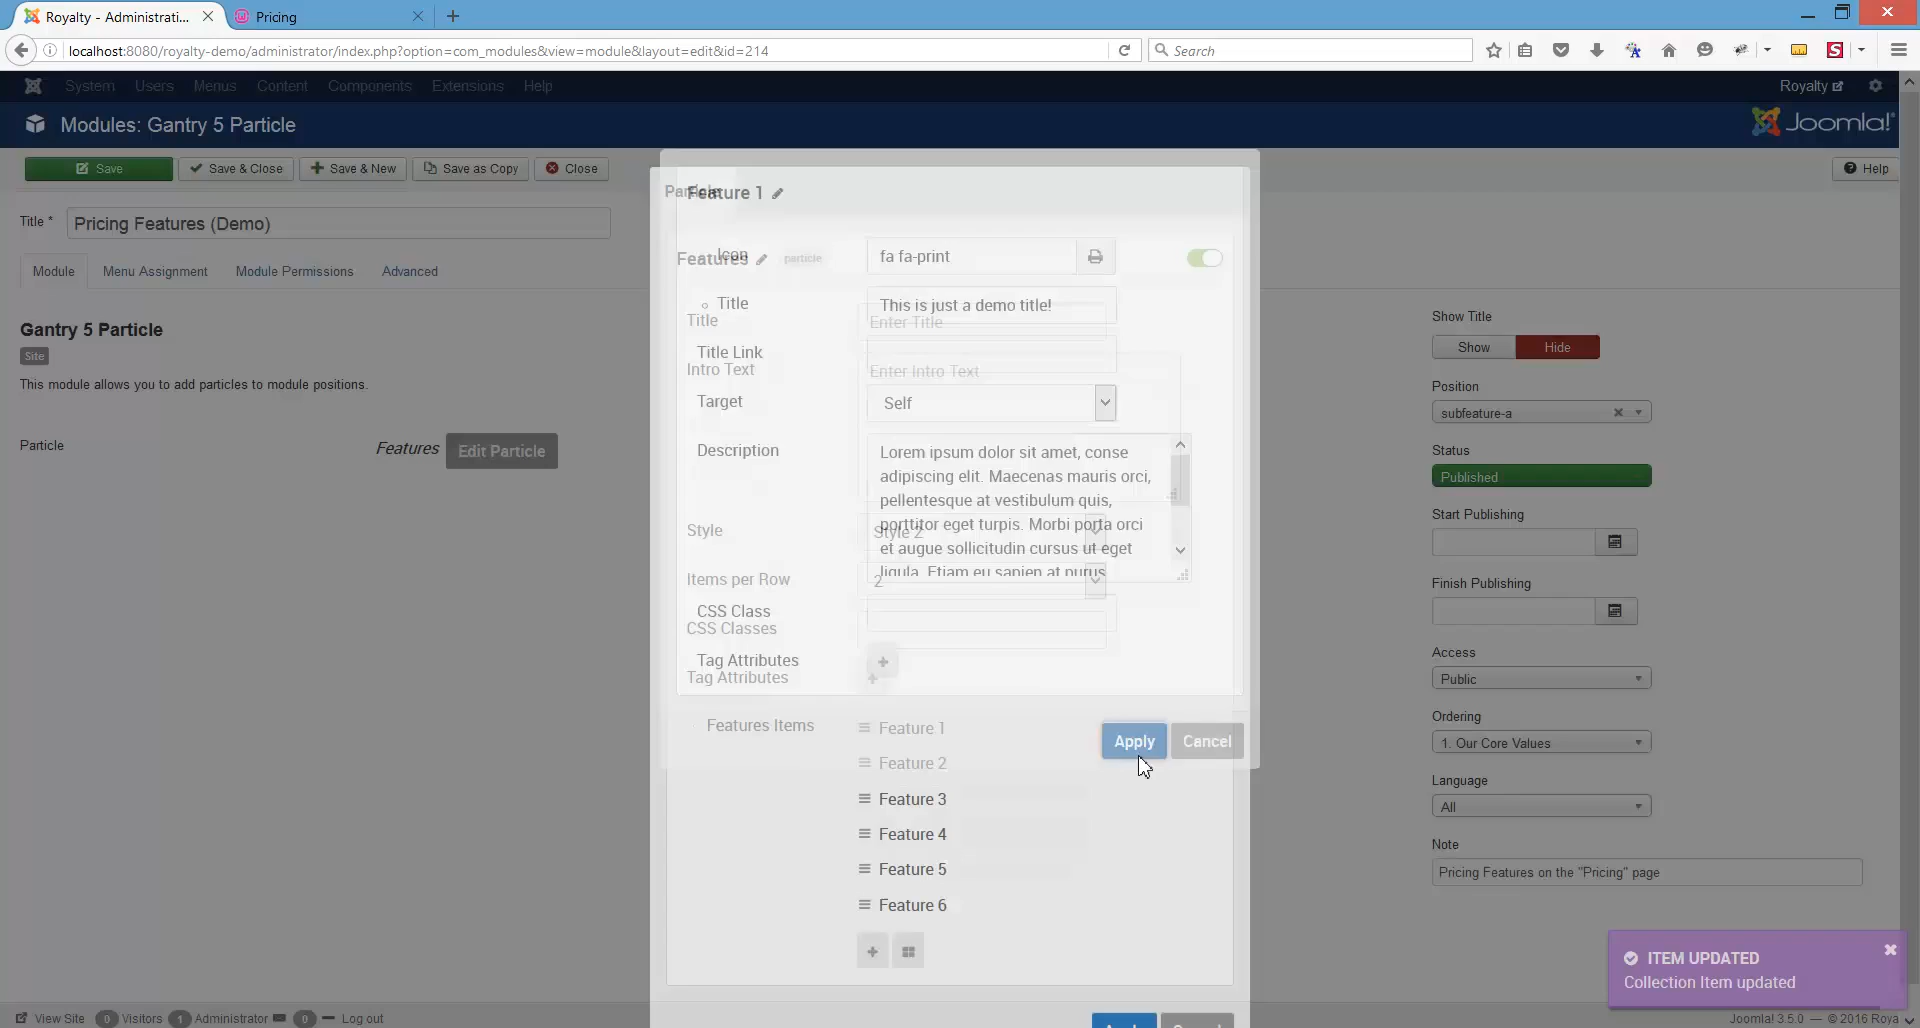 Royalty - Administrati...
Pricing
localhost:8080/royalty-demo/administrator/index.php?option=com_modules&view=module&layout=edit&id=214
Search
System Users Menus Content Components Extensions Help
Royalty
Modules: Gantry 5 Particle
Joomla!
Save
Save & Close
Save & New
Save as Copy
Close
Help
Title *
Pricing Features (Demo)
Module
Menu Assignment
Module Permissions
Advanced
Gantry 5 Particle
Site
This module allows you to add particles to module positions.
Particle
Features
Edit Particle
Particle
Feature 1
Features
particle
Icon
fa fa-print
Title
This is just a demo title!
Title
Enter Title
Title Link
Intro Text
Enter Intro Text
Target
Self
Description
Lorem ipsum dolor sit amet, conse
adipiscing elit. Maecenas mauris orci,
pellentesque at vestibulum quis,
porttitor eget turpis. Morbi porta orci
et augue sollicitudin cursus ut eget
ligula. Etiam eu sapien at purus
Style
Style 2
Items per Row
2
CSS Class
CSS Classes
Tag Attributes
Tag Attributes
Features Items
Feature 1
Feature 2
Feature 3
Feature 4
Feature 5
Feature 6
Apply
Cancel
Show Title
Show
Hide
Position
subfeature-a
Status
Published
Start Publishing
Finish Publishing
Access
Public
Ordering
1. Our Core Values
Language
All
Note
Pricing Features on the "Pricing" page
ITEM UPDATED
Collection Item updated
View Site
0 Visitors
1 Administrator
0
Log out
Joomla! 3.5.0 — © 2016 Roya